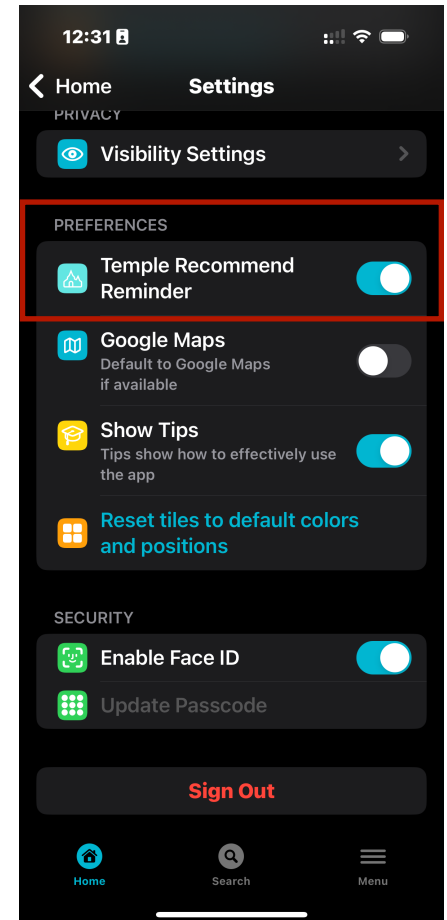 12:31
Home
Settings
PRIVACY
Visibility Settings
PREFERENCES
Temple Recommend
Reminder
Google Maps
Default to Google Maps
if available
Show Tips
Tips show how to effectively use
the app
Reset tiles to default colors
and positions
SECURITY
Enable Face ID
Update Passcode
Sign Out
Home
Search
Menu